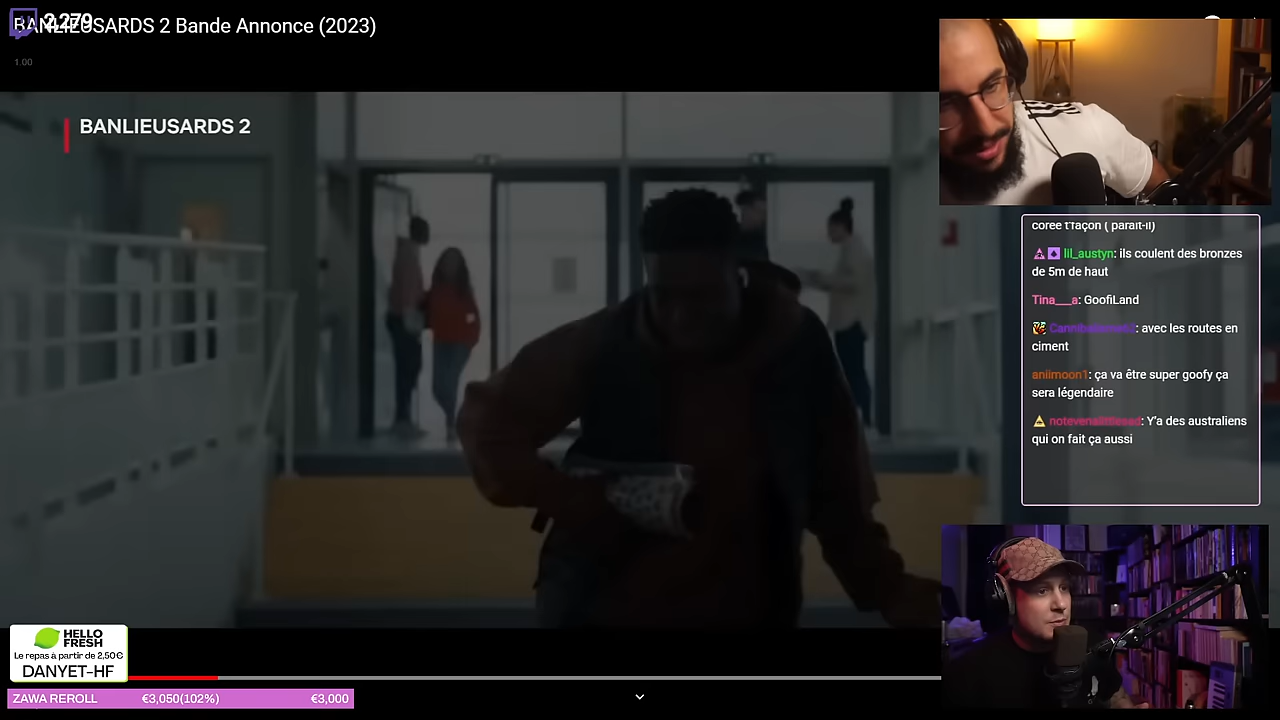 BANLIEUSARDS 2 Bande Annonce (2023)
2,279
1.00
BANLIEUSARDS 2
corée t'façon ( parait-il)
lil_austyn: ils coulent des bronzes
de 5m de haut
Tina___a: GoofiLand
: avec les routes en
ciment
aniimoon1: ça va être super goofy ça
sera légendaire
: Y'a des australiens
qui on fait ça aussi
HELLO
FRESH
Le repas à partir de 2,50€
DANYET-HF
ZAWA REROLL €3,050(102%) €3,000